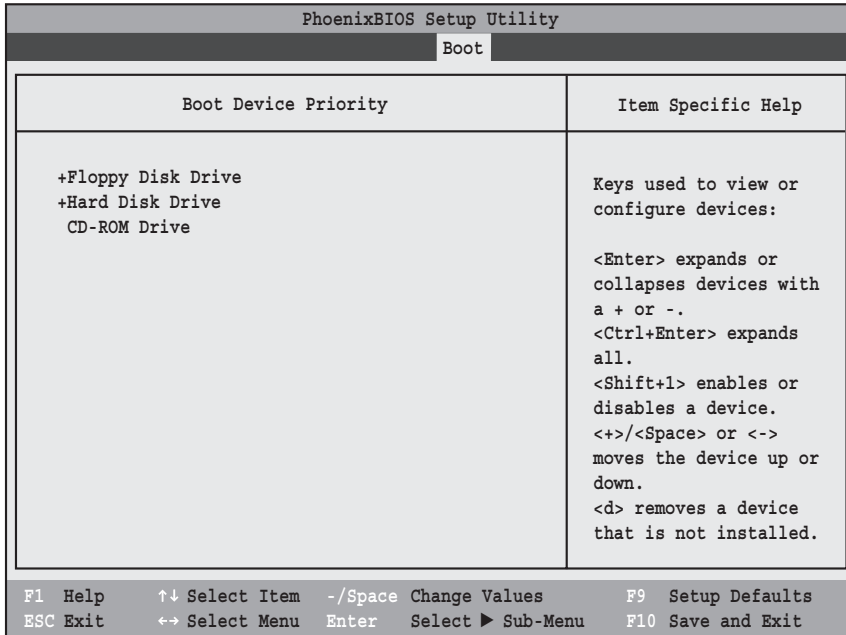 PhoenixBIOS Setup Utility
Boot
Boot Device Priority
+Floppy Disk Drive
+Hard Disk Drive
CD-ROM Drive
Item Specific Help
Keys used to view or
configure devices:
<Enter> expands or
collapses devices with
a + or -.
<Ctrl+Enter> expands
all.
<Shift+1> enables or
disables a device.
<+>/<Space> or <->
moves the device up or
down.
<d> removes a device
that is not installed.
F1 Help ↑↓ Select Item -/Space Change Values F9 Setup Defaults
ESC Exit ←→ Select Menu Enter Select ▶ Sub-Menu F10 Save and Exit